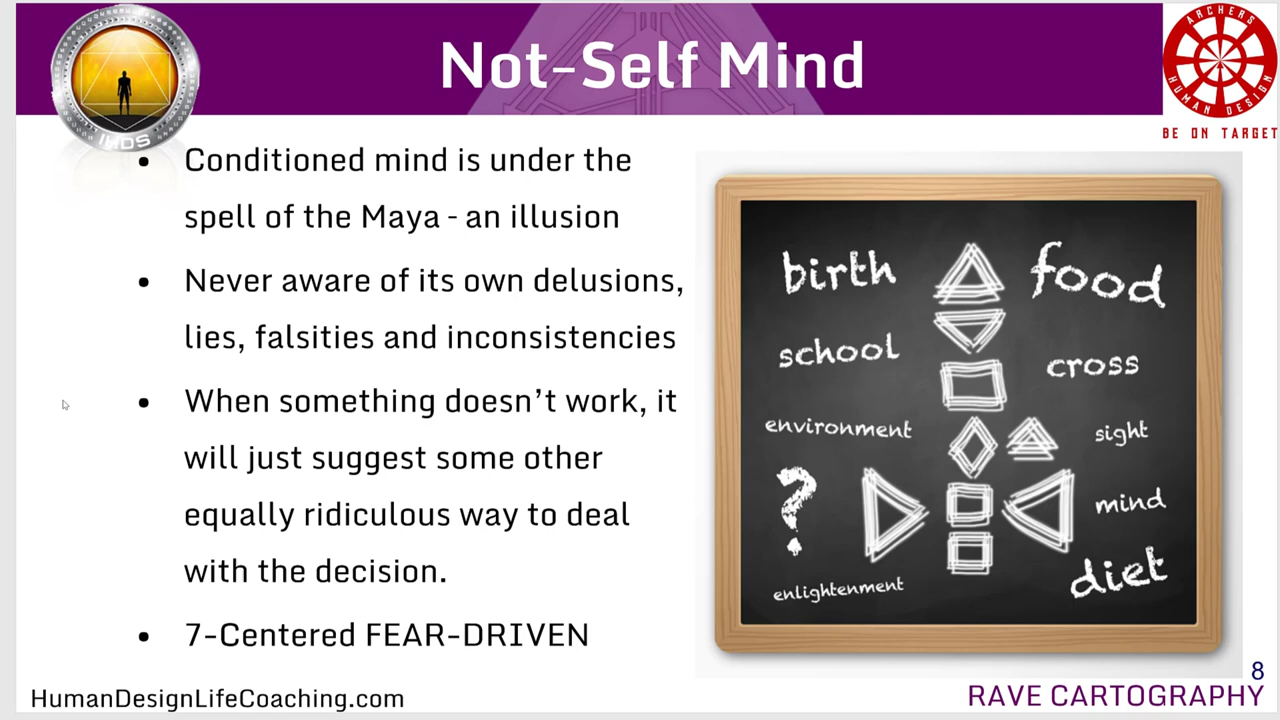 Not-Self Mind
IHDS
ARCHERS
HUMAN DESIGN
BE ON TARGET
• Conditioned mind is under the
spell of the Maya - an illusion
• Never aware of its own delusions,
lies, falsities and inconsistencies
• When something doesn’t work, it
will just suggest some other
equally ridiculous way to deal
with the decision.
• 7-Centered FEAR-DRIVEN
birth
food
school
cross
environment
sight
?
mind
diet
enlightenment
8
HumanDesignLifeCoaching.com
RAVE CARTOGRAPHY